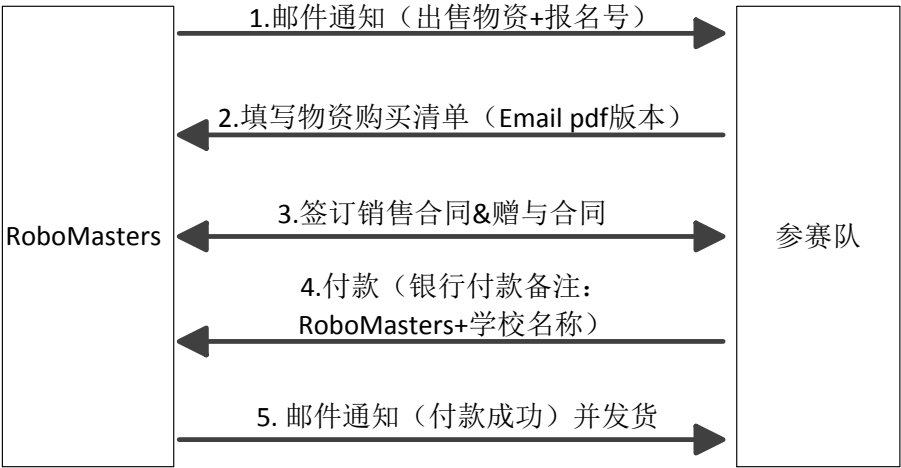 1.邮件通知（出售物资+报名号）
2.填写物资购买清单（Email pdf版本）
3.签订销售合同&赠与合同
RoboMasters
参赛队
4.付款（银行付款备注：
RoboMasters+学校名称）
5. 邮件通知（付款成功）并发货